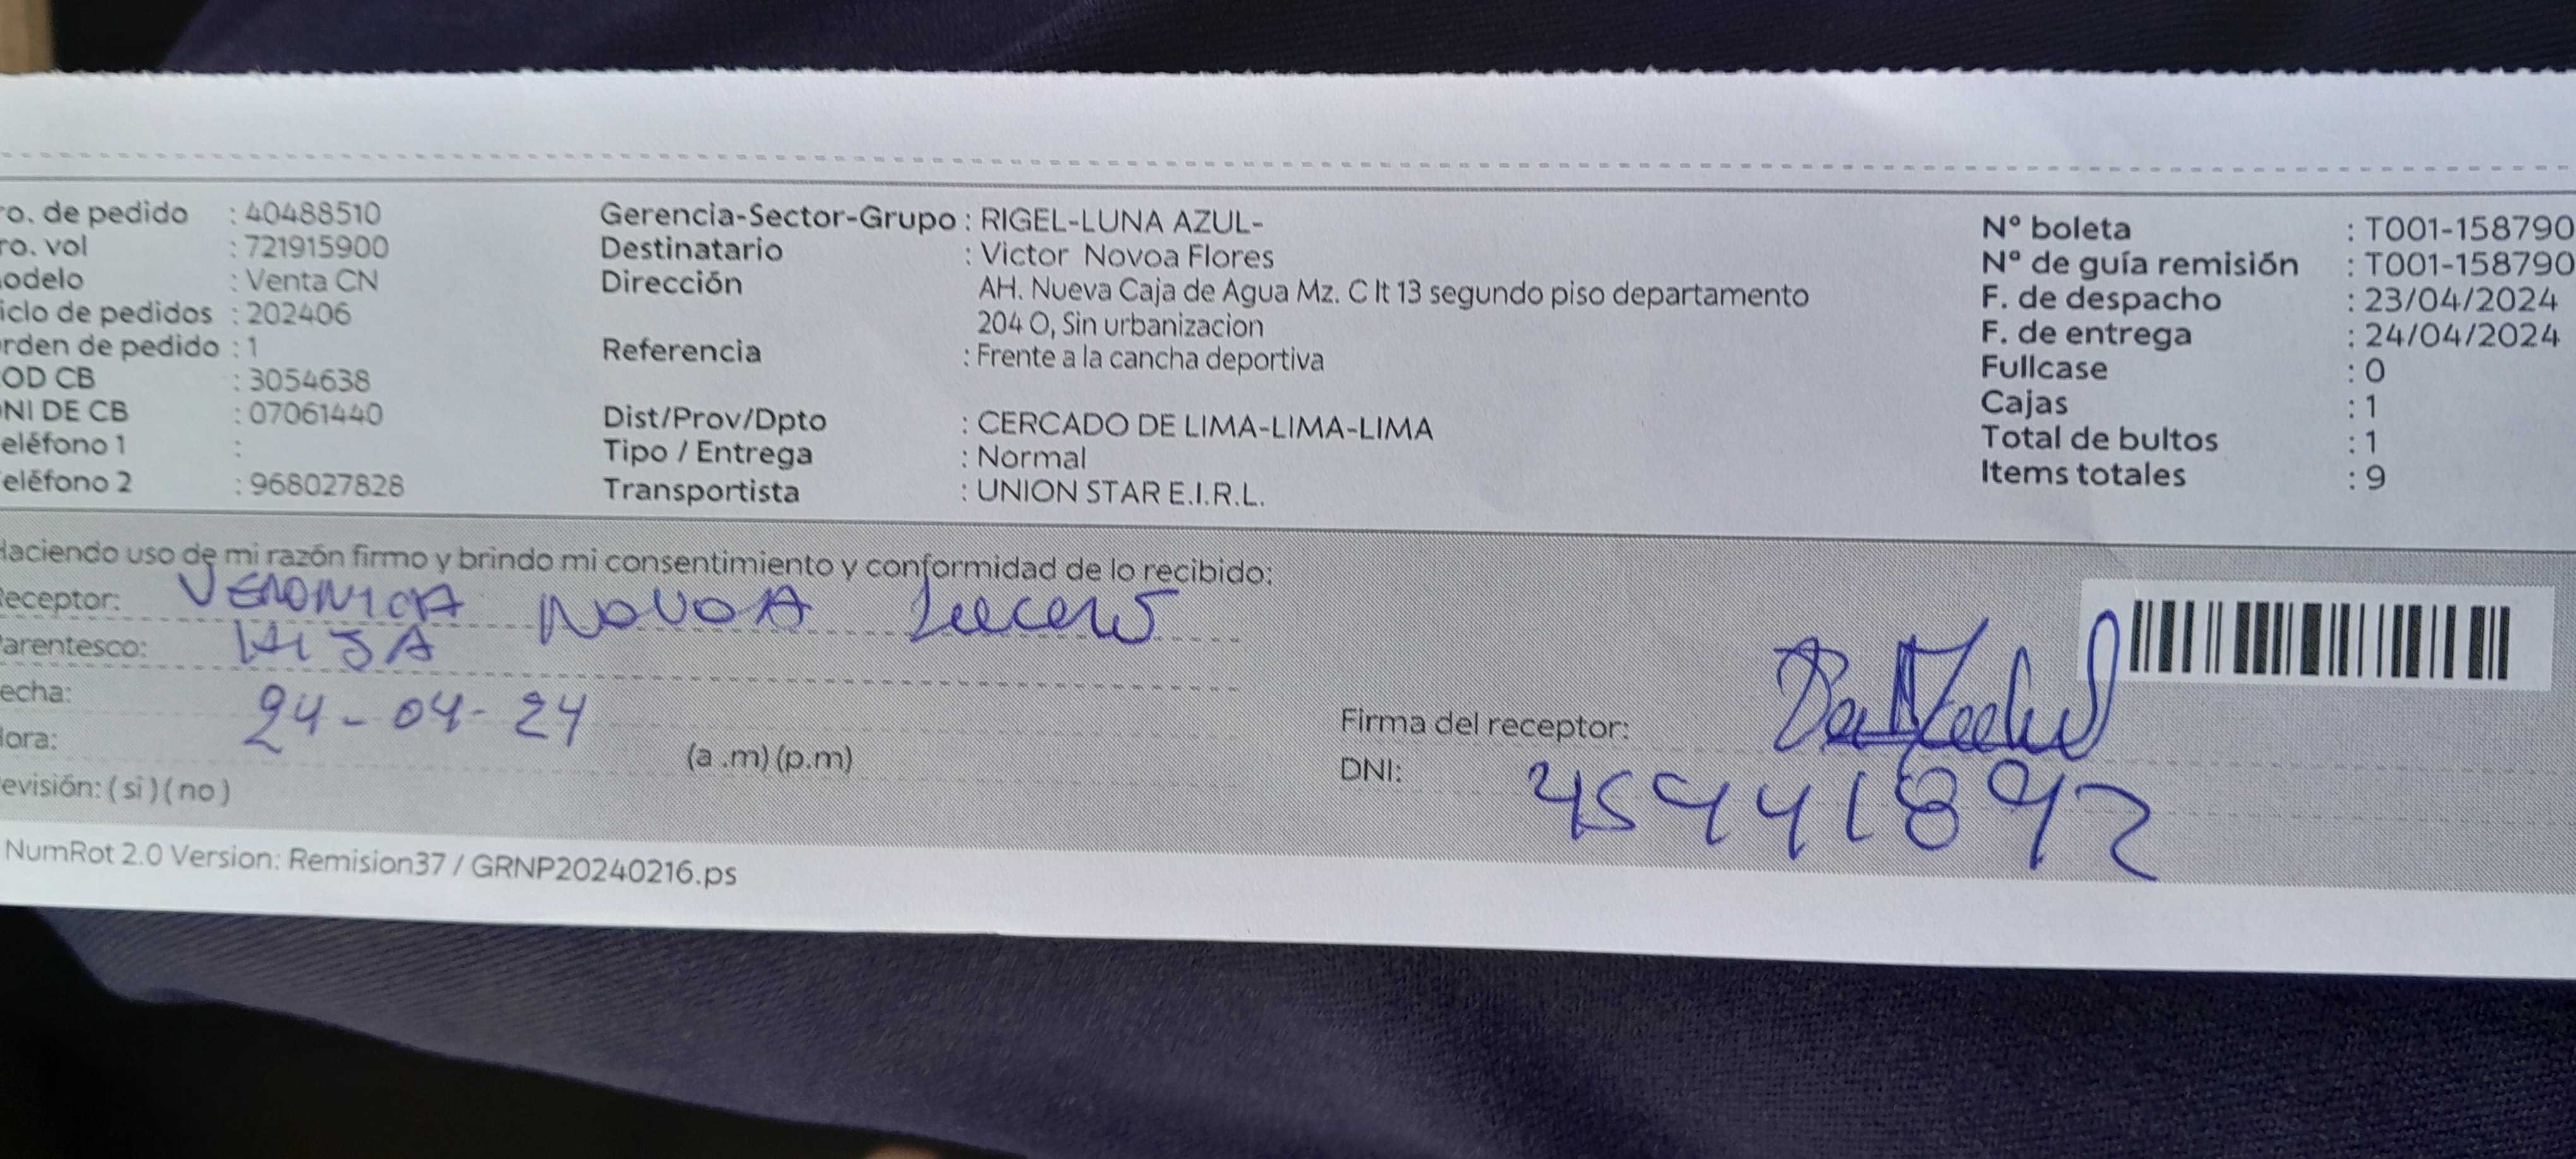 ro. de pedido : 40488510 Gerencia-Sector-Grupo : RIGEL-LUNA AZUL- N° boleta : T001-158790
ro. vol : 721915900 Destinatario : Victor Novoa Flores N° de guía remisión : T001-158790
odelo : Venta CN Dirección AH. Nueva Caja de Agua Mz. C lt 13 segundo piso departamento F. de despacho : 23/04/2024
iclo de pedidos : 202406 204 O, Sin urbanizacion F. de entrega : 24/04/2024
rden de pedido : 1 Referencia : Frente a la cancha deportiva Fullcase : 0
OD CB : 3054638 Cajas : 1
NI DE CB : 07061440 Dist/Prov/Dpto : CERCADO DE LIMA-LIMA-LIMA Total de bultos : 1
eléfono 1 : Tipo / Entrega : Normal Items totales : 9
eléfono 2 : 968027828 Transportista : UNION STAR E.I.R.L.
Haciendo uso de mi razón firmo y brindo mi consentimiento y conformidad de lo recibido:
eceptor: VERONICA NOVOA
arentesco: HIJA
echa: 24-04-24
Firma del receptor:
ora: (a .m) (p.m)
DNI:
evisión: ( si ) ( no )
NumRot 2.0 Version: Remision37 / GRNP20240216.ps